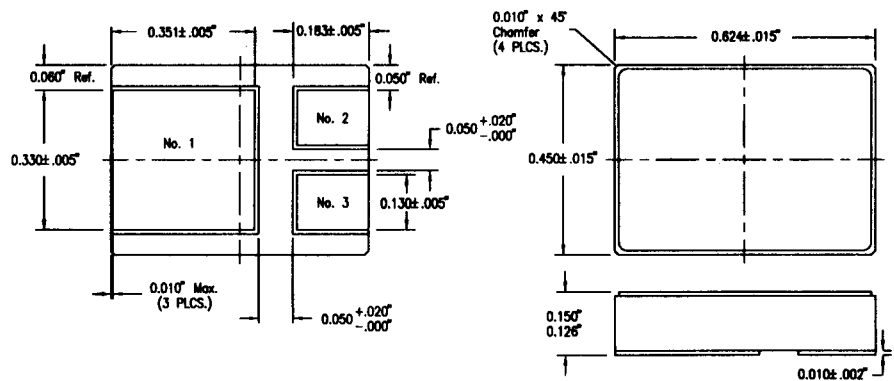 0.351±.005"
0.183±.005"
0.060" Ref.
0.050" Ref.
No. 1
No. 2
0.050 +.020" -.000"
0.330±.005"
No. 3
0.130±.005"
0.010" Max.
(3 PLCS.)
0.050 +.020" -.000"
0.010" x 45°
Chamfer
(4 PLCS.)
0.624±.015"
0.450±.015"
0.150"
0.126"
0.010±.002"